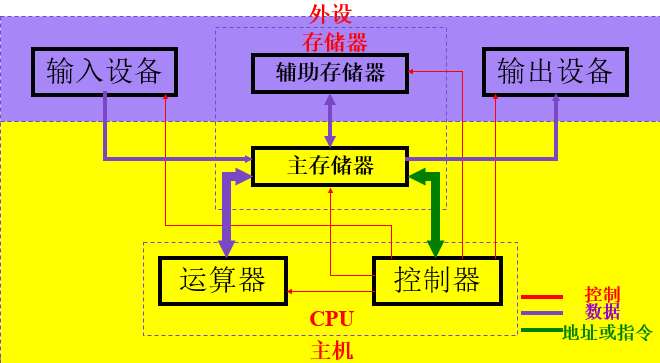 外设
存储器
输入设备
辅助存储器
输出设备
主存储器
运算器
控制器
CPU
主机
控制
数据
地址或指令